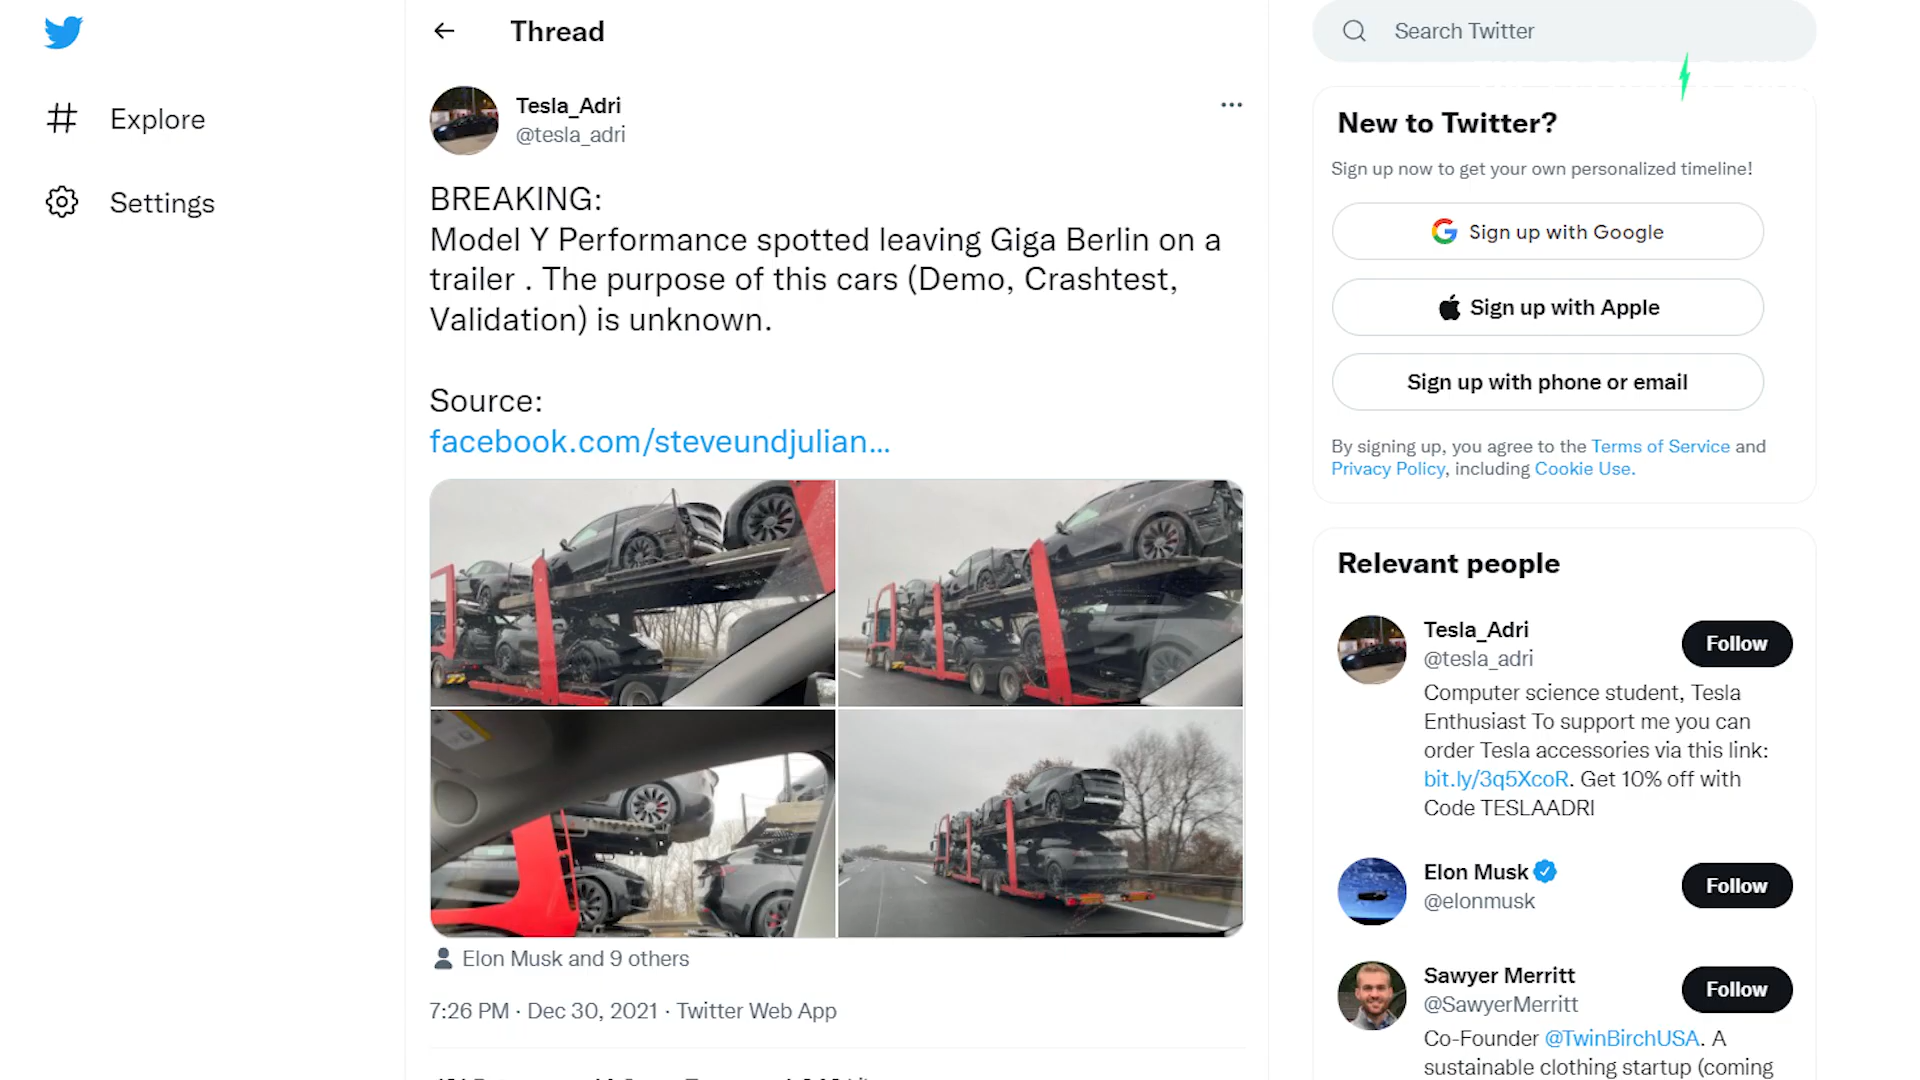 Thread
Search Twitter
Explore
Settings
Tesla_Adri
@tesla_adri
BREAKING:
Model Y Performance spotted leaving Giga Berlin on a
trailer . The purpose of this cars (Demo, Crashtest,
Validation) is unknown.
Source:
facebook.com/steveundjulian...
Elon Musk and 9 others
7:26 PM · Dec 30, 2021 · Twitter Web App
New to Twitter?
Sign up now to get your own personalized timeline!
Sign up with Google
Sign up with Apple
Sign up with phone or email
By signing up, you agree to the Terms of Service and
Privacy Policy, including Cookie Use.
Relevant people
Tesla_Adri
@tesla_adri
Follow
Computer science student, Tesla
Enthusiast To support me you can
order Tesla accessories via this link:
bit.ly/3q5XcoR. Get 10% off with
Code TESLAADRI
Elon Musk
@elonmusk
Follow
Sawyer Merritt
@SawyerMerritt
Follow
Co-Founder @TwinBirchUSA. A
sustainable clothing startup (coming